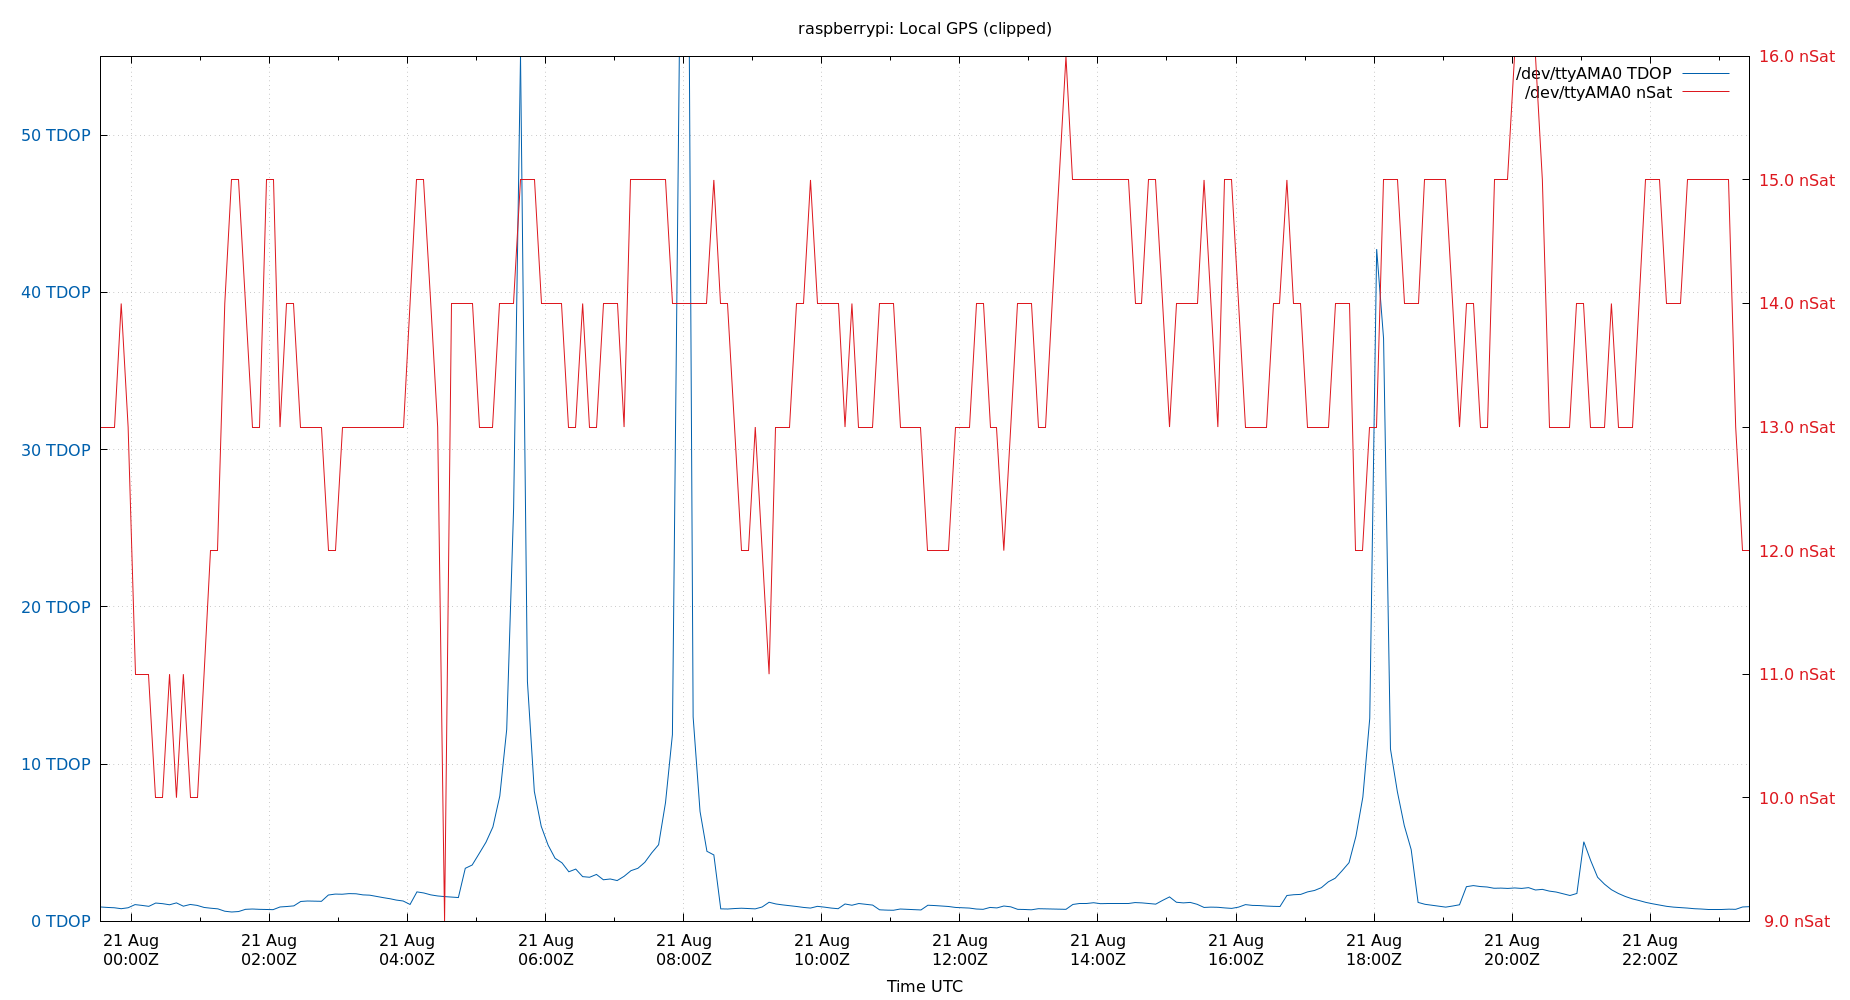 raspberrypi: Local GPS (clipped)
/dev/ttyAMA0 TDOP
/dev/ttyAMA0 nSat
50 TDOP
40 TDOP
30 TDOP
20 TDOP
10 TDOP
0 TDOP
16.0 nSat
15.0 nSat
14.0 nSat
13.0 nSat
12.0 nSat
11.0 nSat
10.0 nSat
9.0 nSat
21 Aug
00:00Z
21 Aug
02:00Z
21 Aug
04:00Z
21 Aug
06:00Z
21 Aug
08:00Z
21 Aug
10:00Z
21 Aug
12:00Z
21 Aug
14:00Z
21 Aug
16:00Z
21 Aug
18:00Z
21 Aug
20:00Z
21 Aug
22:00Z
Time UTC